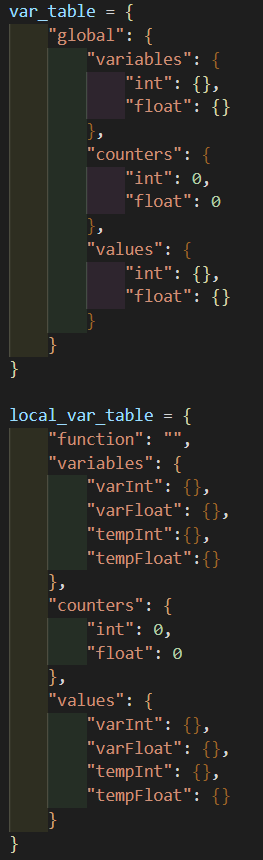 var_table = {
    "global": {
        "variables": {
            "int": {},
            "float": {}
        },
        "counters": {
            "int": 0,
            "float": 0
        },
        "values": {
            "int": {},
            "float": {}
        }
    }
}

local_var_table = {
    "function": "",
    "variables": {
        "varInt": {},
        "varFloat": {},
        "tempInt":{},
        "tempFloat":{}
    },
    "counters": {
        "int": 0,
        "float": 0
    },
    "values": {
        "varInt": {},
        "varFloat": {},
        "tempInt": {},
        "tempFloat": {}
    }
}